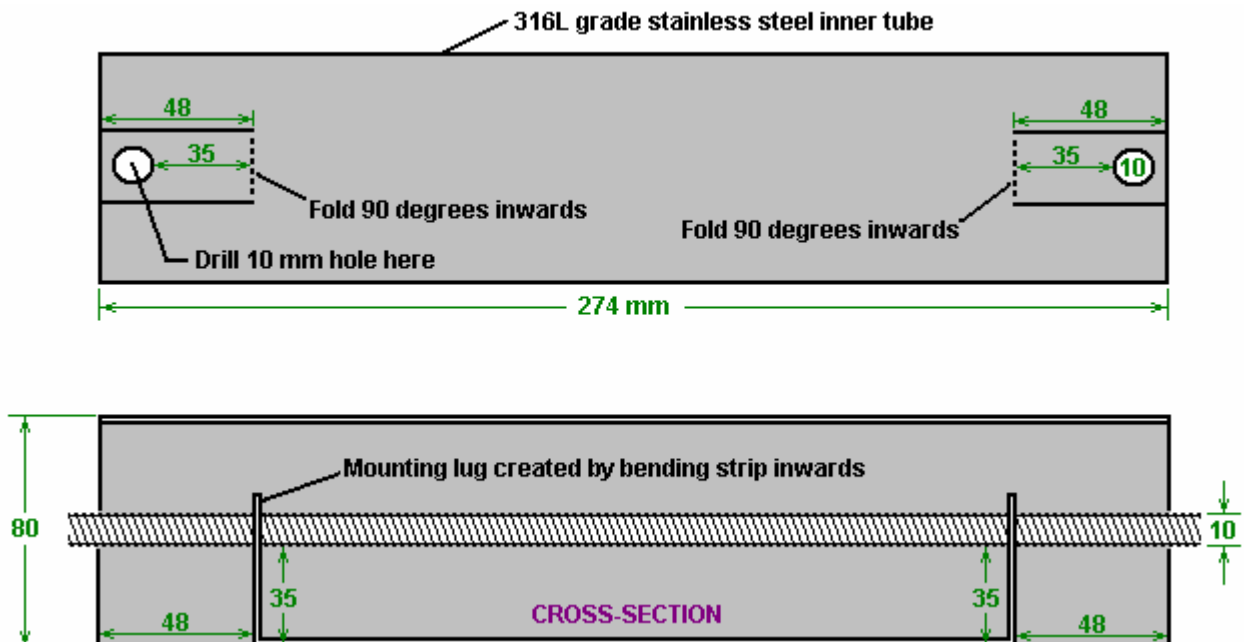 316L grade stainless steel inner tube
48
48
35
35
10
Fold 90 degrees inwards
Fold 90 degrees inwards
Drill 10 mm hole here
274 mm
Mounting lug created by bending strip inwards
80
10
35
35
CROSS-SECTION
48
48